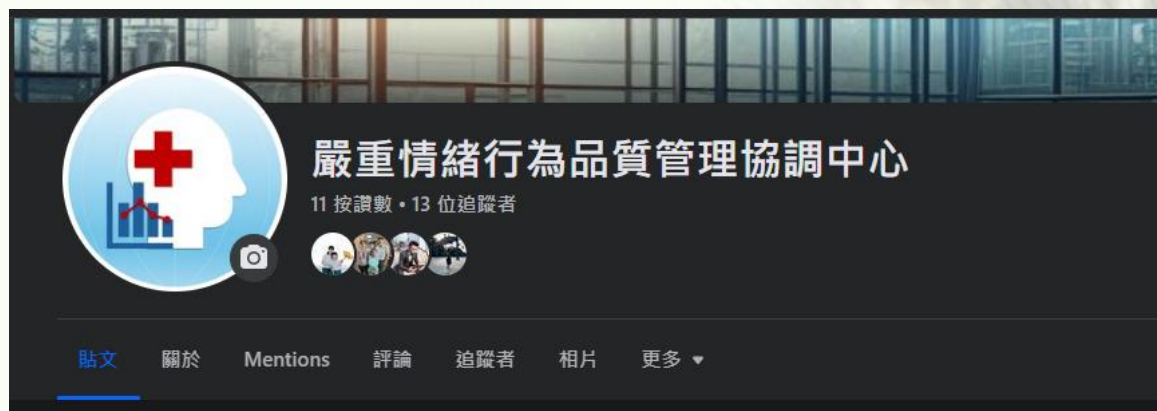 嚴重情緒行為品質管理協調中心
11 按讚數 • 13 位追蹤者
貼文 關於 Mentions 評論 追蹤者 相片 更多